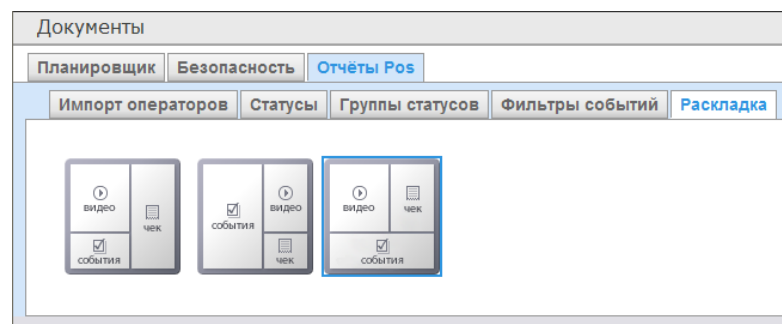 Документы
Планировщик Безопасность Отчёты Pos
Импорт операторов Статусы Группы статусов Фильтры событий Раскладка
видео
чек
события
события
видео
чек
видео
чек
события